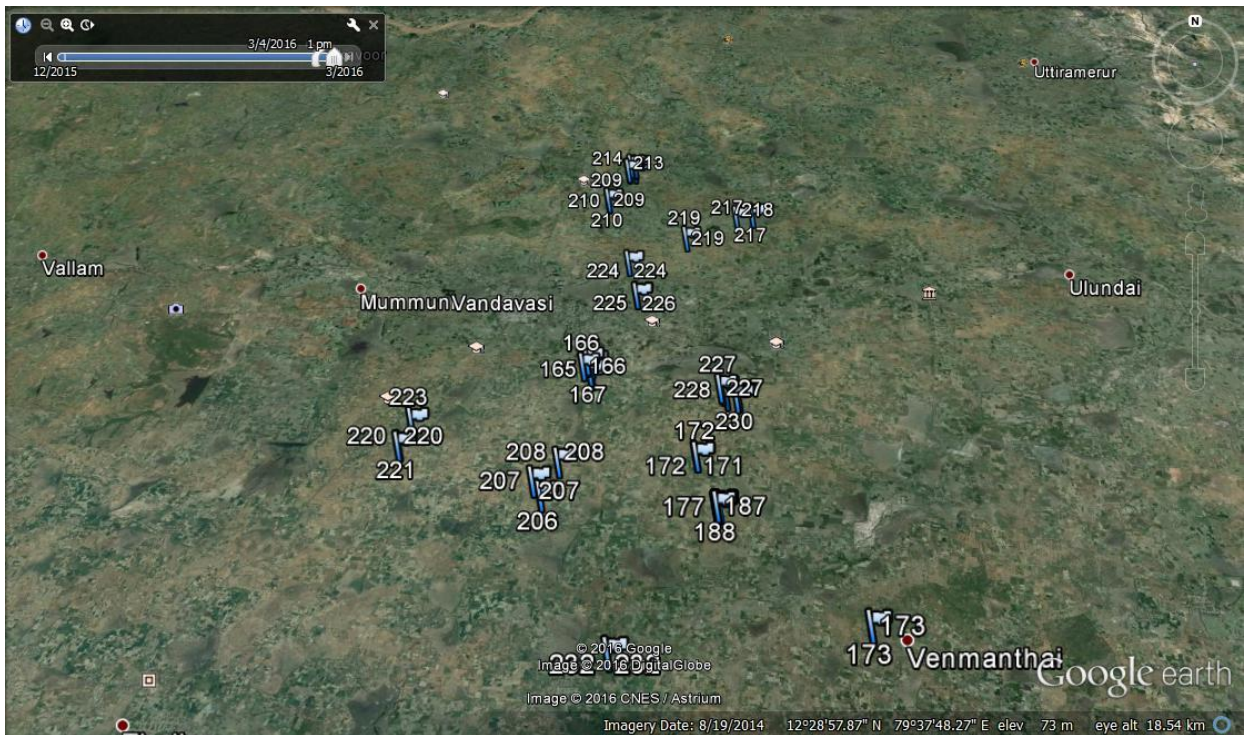 3/4/2016 1 pm
12/2015 3/2016
Uttiramerur
214 213
209
210 209
210
217 218
219 217
219
Vallam
224 224
Ulundai
Mummuni Vandavasi
225 226
166
165 166
167
227
228 227
230
223
220 220
221
172
172 171
208 208
207 207
206
177 187
188
173
173
Venmanthai
© 2016 Google
Image © 2016 DigitalGlobe
Image © 2016 CNES / Astrium
Google earth
Imagery Date: 8/19/2014 12°28'57.87" N 79°37'48.27" E elev 73 m eye alt 18.54 km
N